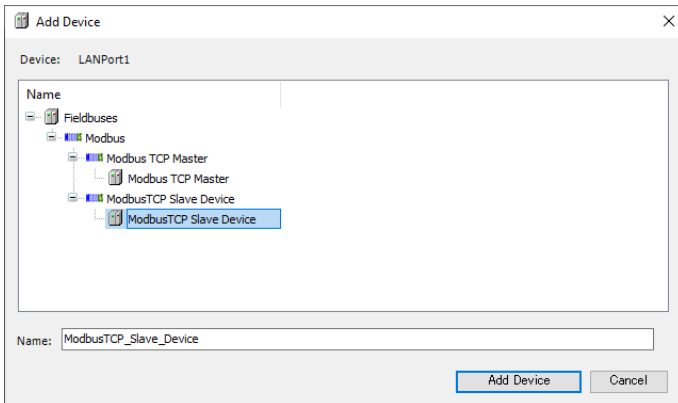 Add Device
Device: LANPort1
Name
Fieldbuses
Modbus
Modbus TCP Master
Modbus TCP Master
ModbusTCP Slave Device
ModbusTCP Slave Device
Name: ModbusTCP_Slave_Device
Add Device Cancel